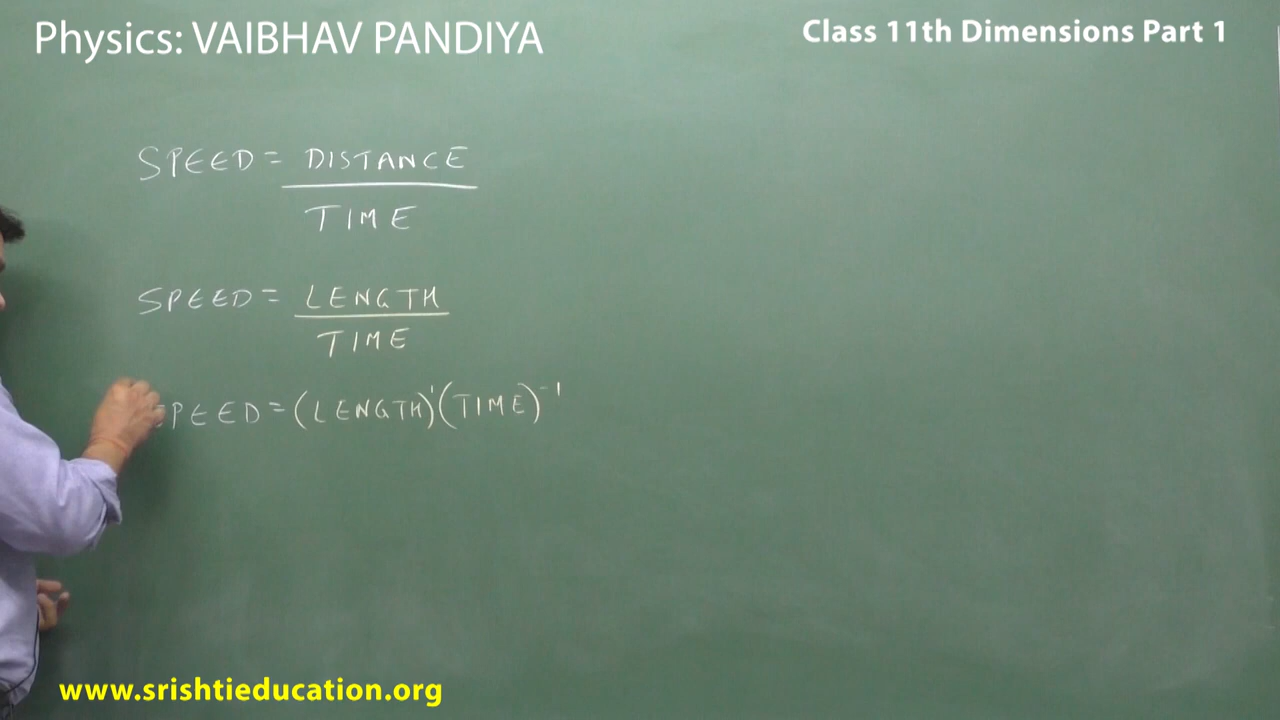 Physics: VAIBHAV PANDIYA
Class 11th Dimensions Part 1
SPEED = DISTANCE
TIME
SPEED = LENGTH
TIME
SPEED = (LENGTH)¹(TIME)⁻¹
www.srishtieducation.org